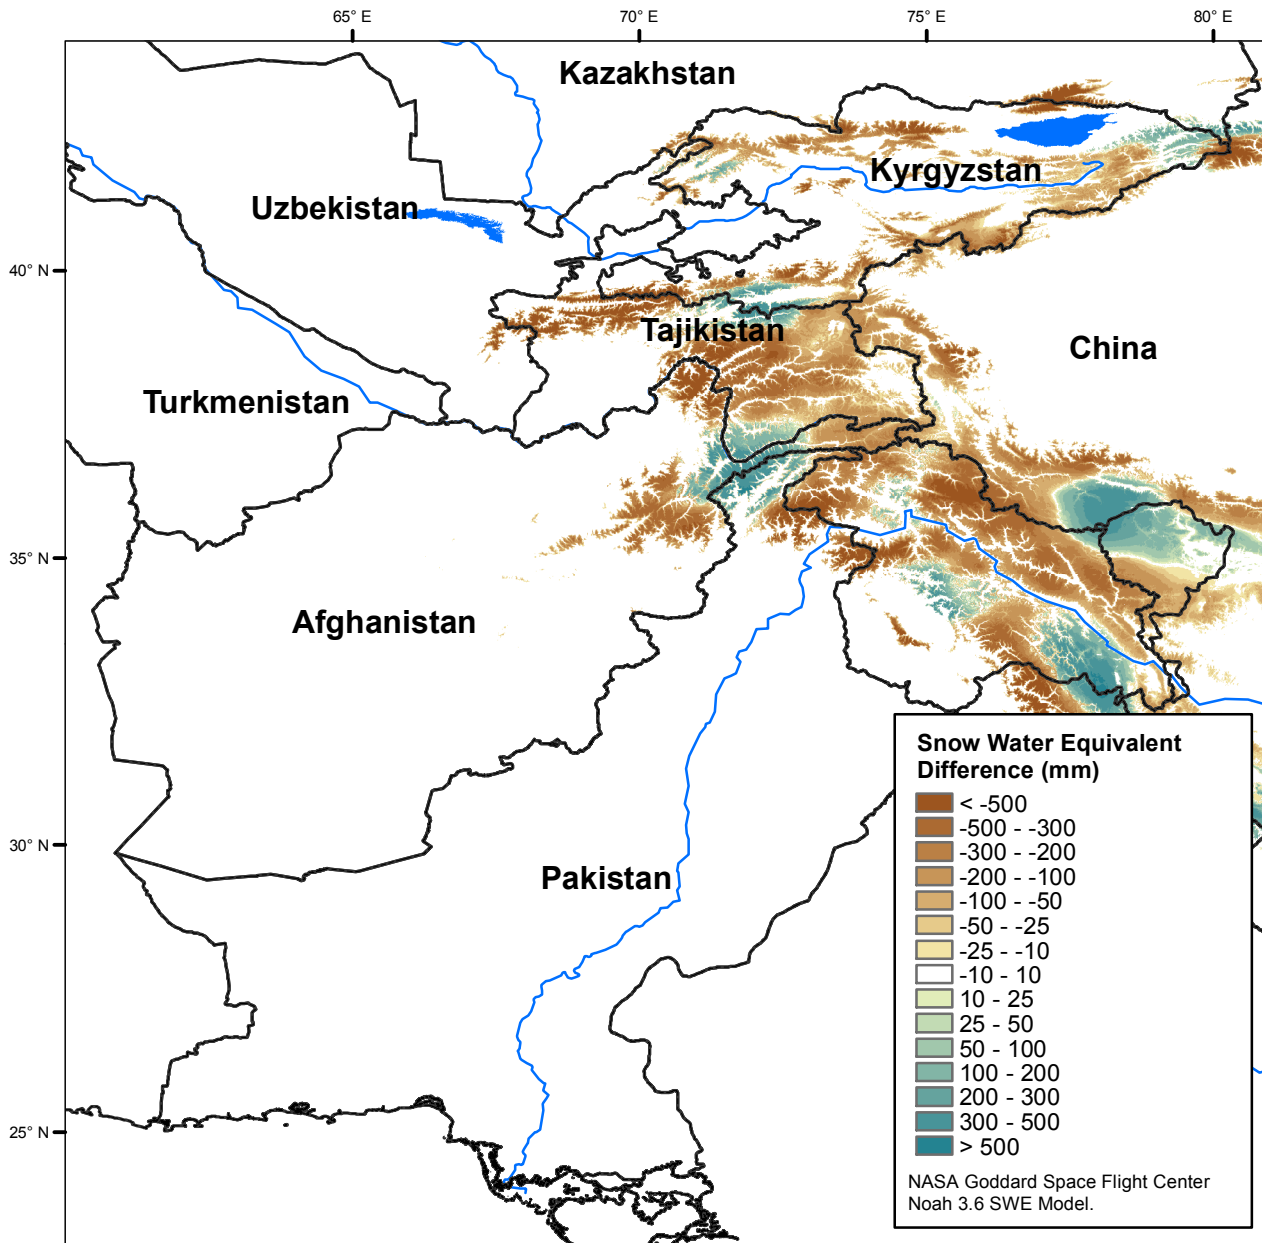 65° E
70° E
75° E
80° E
Kazakhstan
Kyrgyzstan
Uzbekistan
40° N
Tajikistan
China
Turkmenistan
35° N
Afghanistan
30° N
Pakistan
25° N
Snow Water Equivalent
Difference (mm)
< -500
-500 - -300
-300 - -200
-200 - -100
-100 - -50
-50 - -25
-25 - -10
-10 - 10
10 - 25
25 - 50
50 - 100
100 - 200
200 - 300
300 - 500
> 500
NASA Goddard Space Flight Center
Noah 3.6 SWE Model.